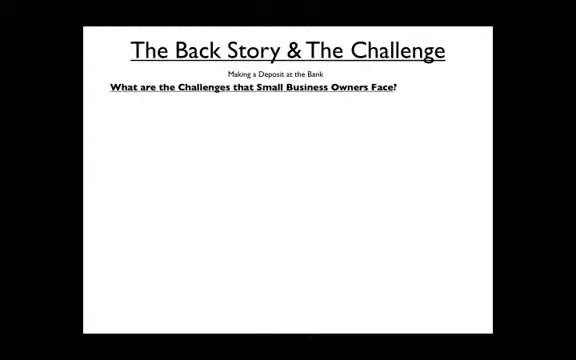 The Back Story & The Challenge
Making a Deposit at the Bank
What are the Challenges that Small Business Owners Face?